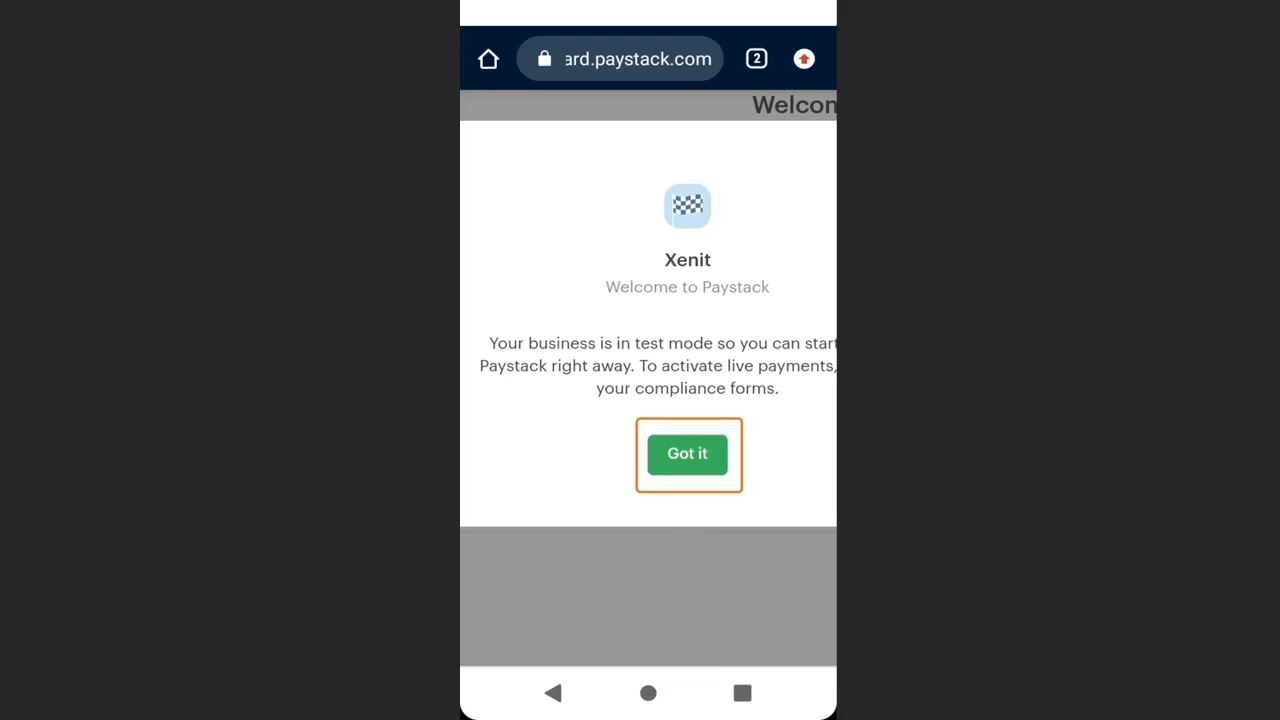 ard.paystack.com
2
Welcom
Xenit
Welcome to Paystack
Your business is in test mode so you can start
Paystack right away. To activate live payments,
your compliance forms.
Got it